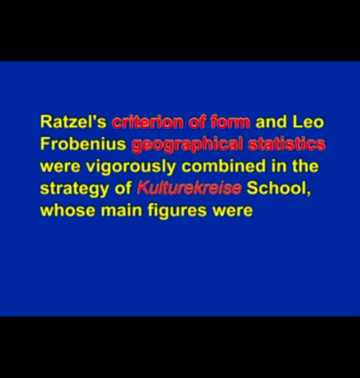 Ratzel's criterion of form and Leo
Frobenius geographical statistics
were vigorously combined in the
strategy of Kulturekreise School,
whose main figures were